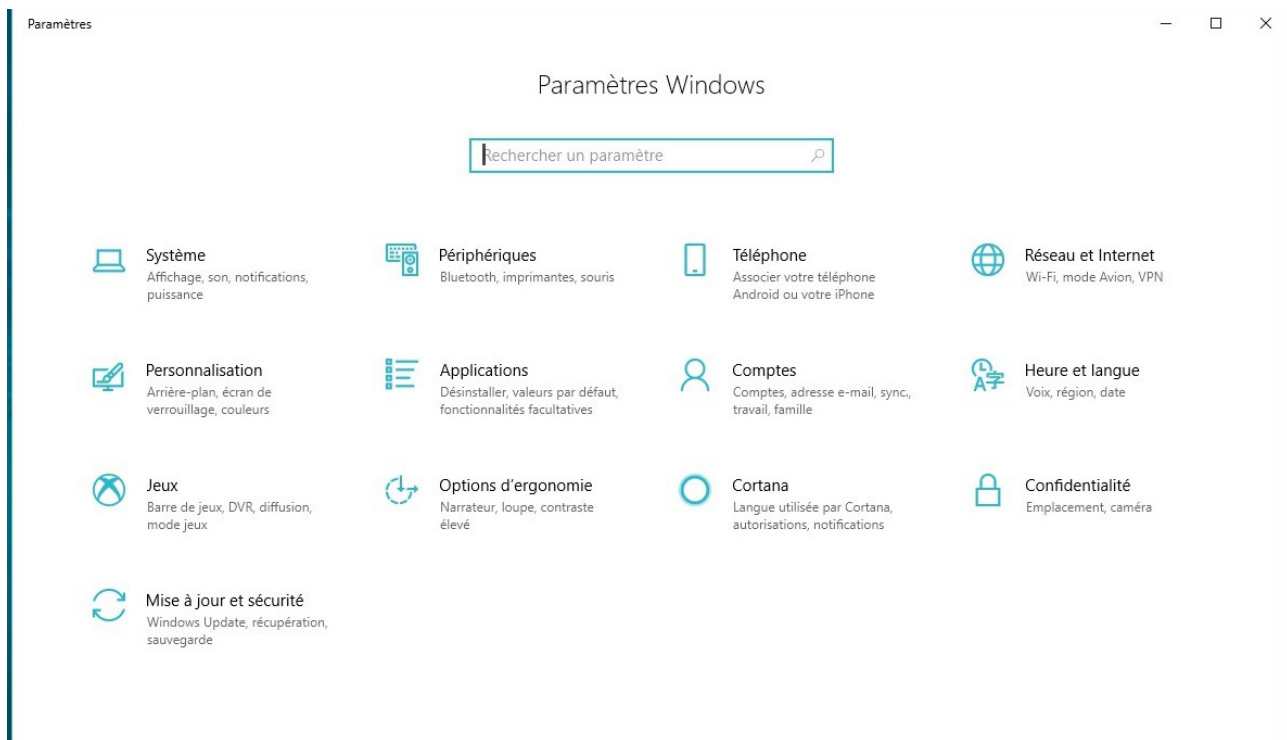 Paramètres
Paramètres Windows
Rechercher un paramètre
Système
Affichage, son, notifications,
puissance
Périphériques
Bluetooth, imprimantes, souris
Téléphone
Associer votre téléphone
Android ou votre iPhone
Réseau et Internet
Wi-Fi, mode Avion, VPN
Personnalisation
Arrière-plan, écran de
verrouillage, couleurs
Applications
Désinstaller, valeurs par défaut,
fonctionnalités facultatives
Comptes
Comptes, adresse e-mail, sync.,
travail, famille
Heure et langue
Voix, région, date
Jeux
Barre de jeux, DVR, diffusion,
mode jeux
Options d'ergonomie
Narrateur, loupe, contraste
élevé
Cortana
Langue utilisée par Cortana,
autorisations, notifications
Confidentialité
Emplacement, caméra
Mise à jour et sécurité
Windows Update, récupération,
sauvegarde